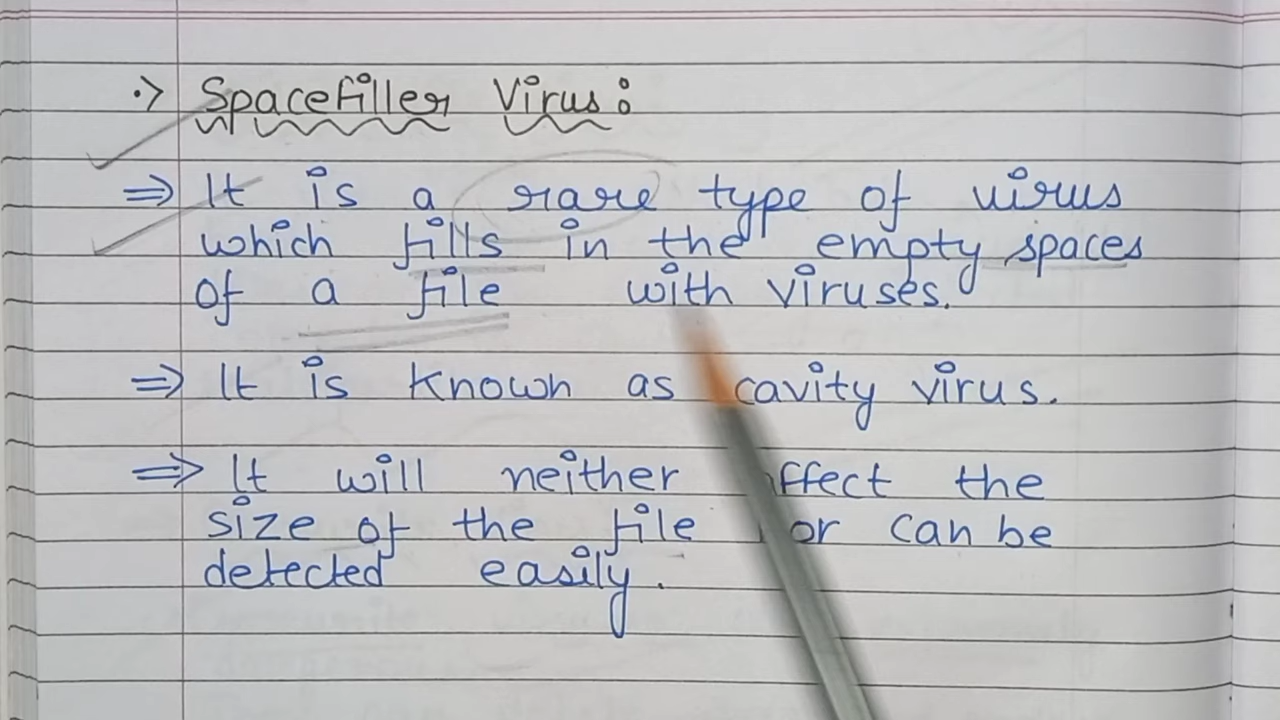 ·> Spacefiller Virus:
⇒ It is a rare type of virus
which fills in the empty spaces
of a file with viruses.
⇒ It is known as cavity virus.
⇒ It will neither the
size of the file can be
detected easily.